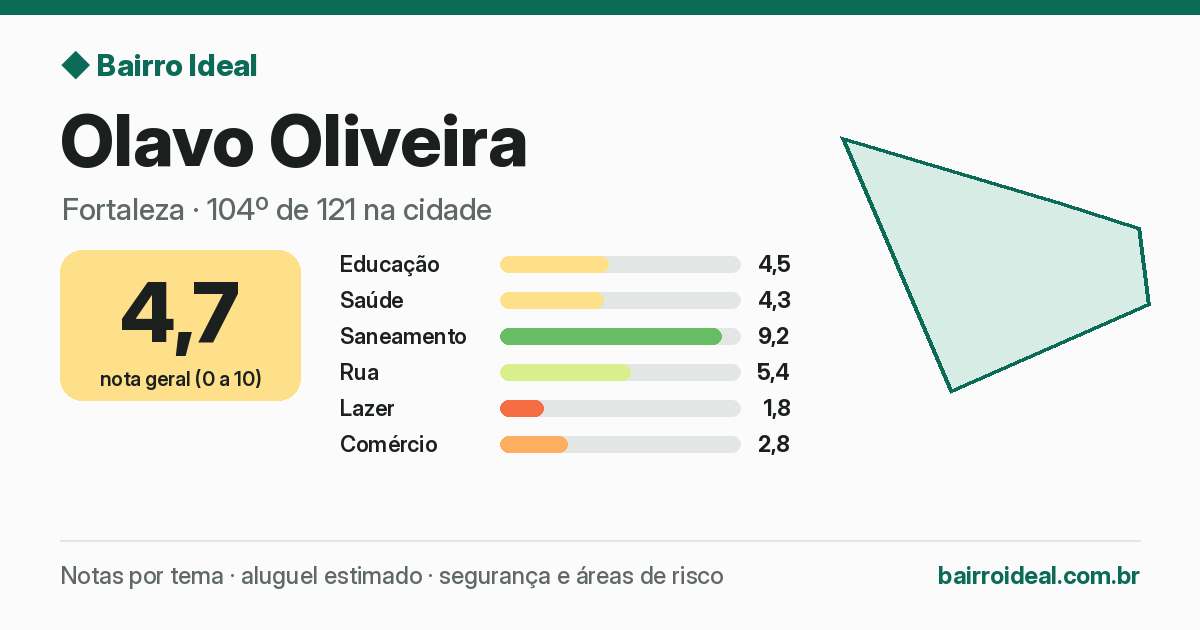 Bairro Ideal
Olavo Oliveira
Fortaleza · 104º de 121 na cidade
4,7
nota geral (0 a 10)
Educação 4,5
Saúde 4,3
Saneamento 9,2
Rua 5,4
Lazer 1,8
Comércio 2,8
Notas por tema · aluguel estimado · segurança e áreas de risco
bairroideal.com.br